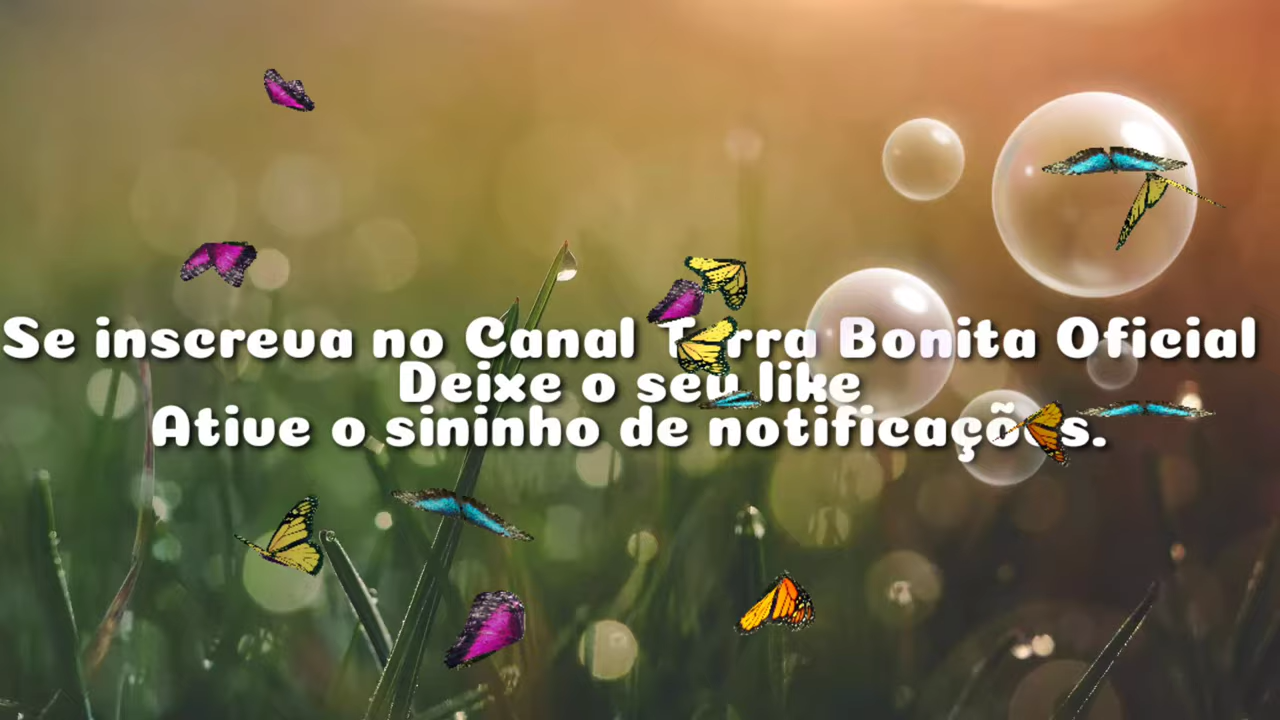 Se inscreva no Canal Terra Bonita Oficial
Deixe o seu like
Ative o sininho de notificações.